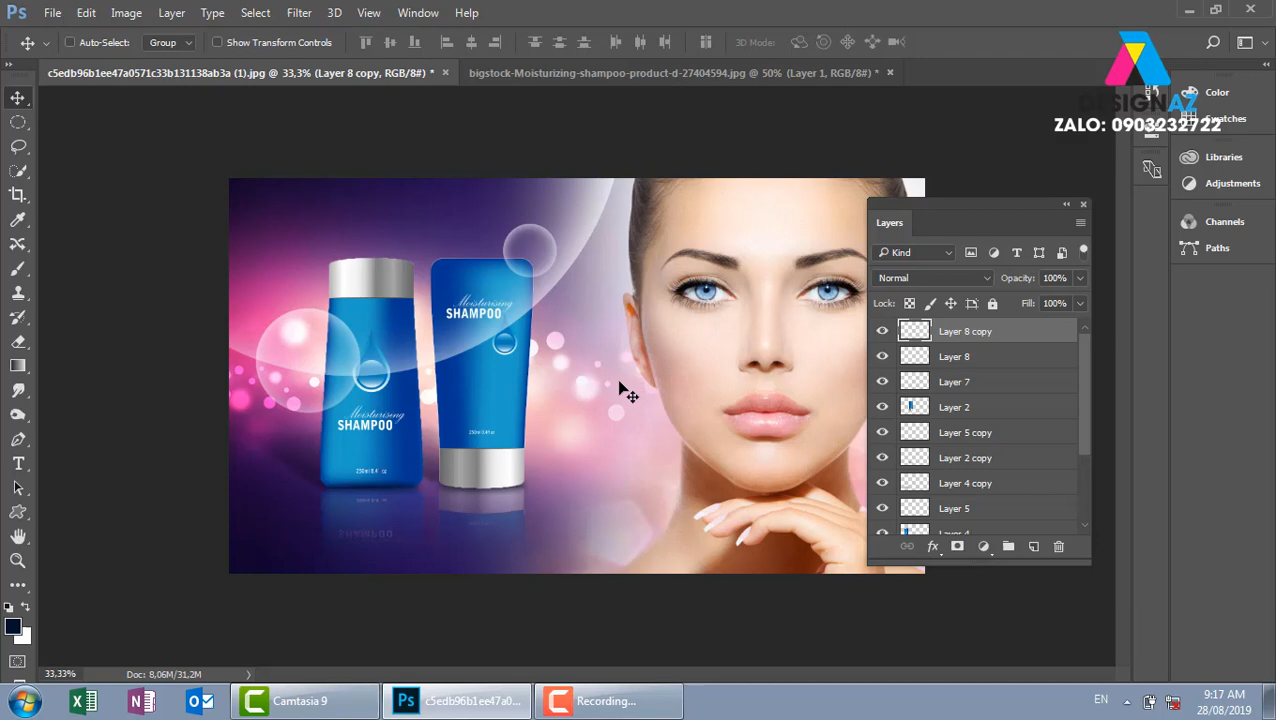 Ps File Edit Image Layer Type Select Filter 3D View Window Help
Auto-Select: Group Show Transform Controls 3D Mode:
c5edb96b1ee47a0571c33b131138ab3a (1).jpg @ 33,3% (Layer 8 copy, RGB/8#) * × bigstock-Moisturizing-shampoo-product-d-27404594.jpg @ 50% (Layer 1, RGB/8#) * ×
DESIGNAZ
ZALO: 0903232722
Color
Swatches
Libraries
Adjustments
Channels
Paths
Layers
Kind
Normal Opacity: 100%
Lock: Fill: 100%
Layer 8 copy
Layer 8
Layer 7
Layer 2
Layer 5 copy
Layer 2 copy
Layer 4 copy
Layer 5
Layer 4
fx
Moisturising
SHAMPOO
250ml 8.4fl oz
Moisturising
SHAMPOO
33,33% Doc: 8,06M/31,2M
Camtasia 9
Ps c5edb96b1ee47a0...
Recording...
EN
9:17 AM
28/08/2019